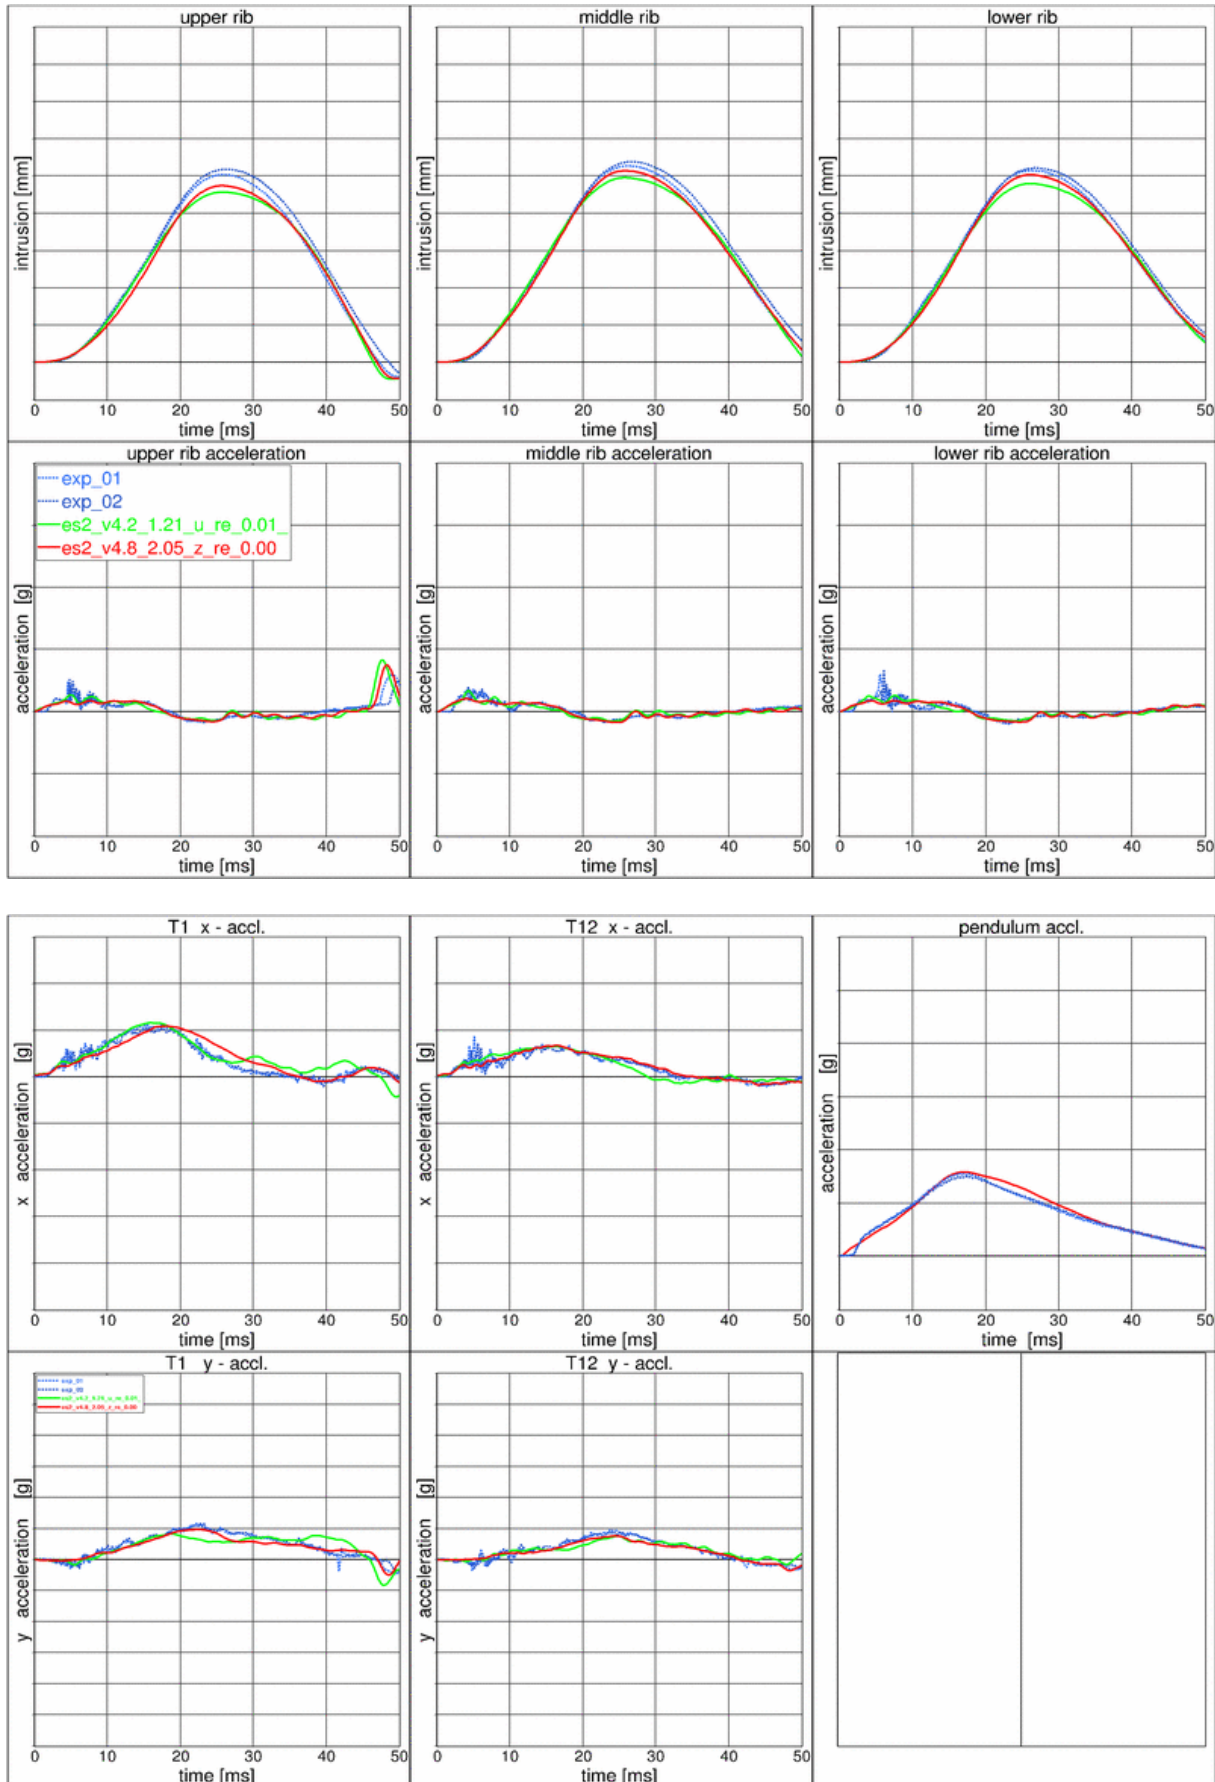 upper rib
middle rib
lower rib
intrusion [mm]
intrusion [mm]
intrusion [mm]
0 10 20 30 40 50
0 10 20 30 40 50
0 10 20 30 40 50
time [ms]
time [ms]
time [ms]
upper rib acceleration
middle rib acceleration
lower rib acceleration
exp_01
exp_02
es2_v4.2_1.21_u_re_0.01_
es2_v4.8_2.05_z_re_0.00
acceleration [g]
acceleration [g]
acceleration [g]
0 10 20 30 40 50
0 10 20 30 40 50
0 10 20 30 40 50
time [ms]
time [ms]
time [ms]
T1 x - accl.
T12 x - accl.
pendulum accl.
x acceleration [g]
x acceleration [g]
acceleration [g]
0 10 20 30 40 50
0 10 20 30 40 50
0 10 20 30 40 50
time [ms]
time [ms]
time [ms]
T1 y - accl.
T12 y - accl.
exp_01
y acceleration [g]
y acceleration [g]
0 10 20 30 40 50
0 10 20 30 40 50
time [ms]
time [ms]